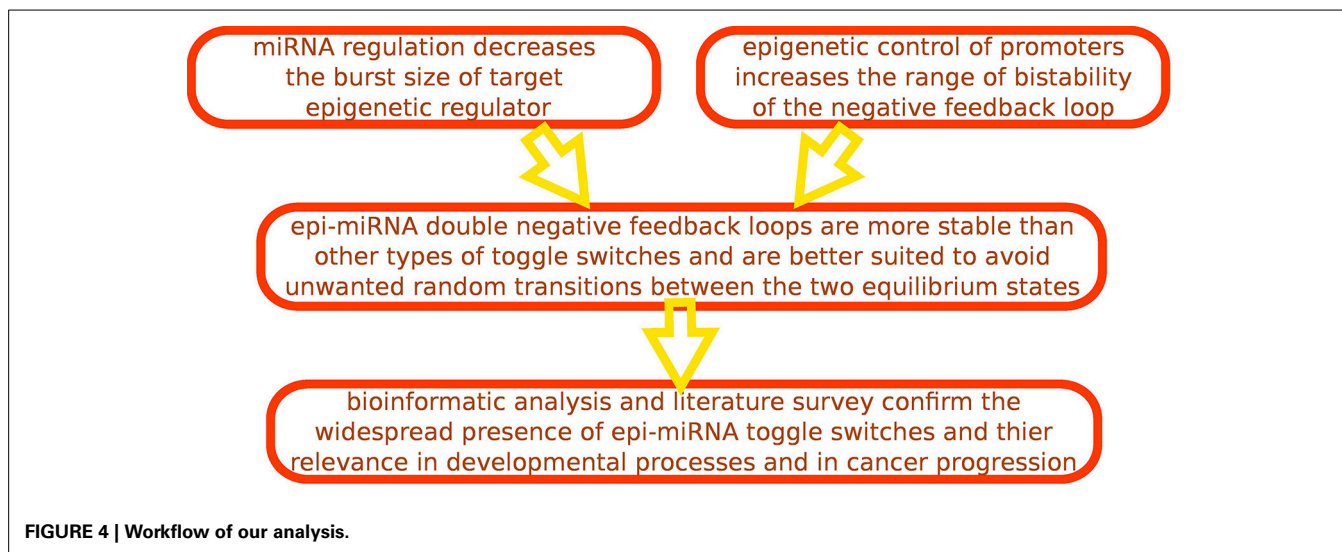 miRNA regulation decreases
the burst size of target
epigenetic regulator
epigenetic control of promoters
increases the range of bistability
of the negative feedback loop
epi-miRNA double negative feedback loops are more stable than
other types of toggle switches and are better suited to avoid
unwanted random transitions between the two equilibrium states
bioinformatic analysis and literature survey confirm the
widespread presence of epi-miRNA toggle switches and thier
relevance in developmental processes and in cancer progression
FIGURE 4 | Workflow of our analysis.